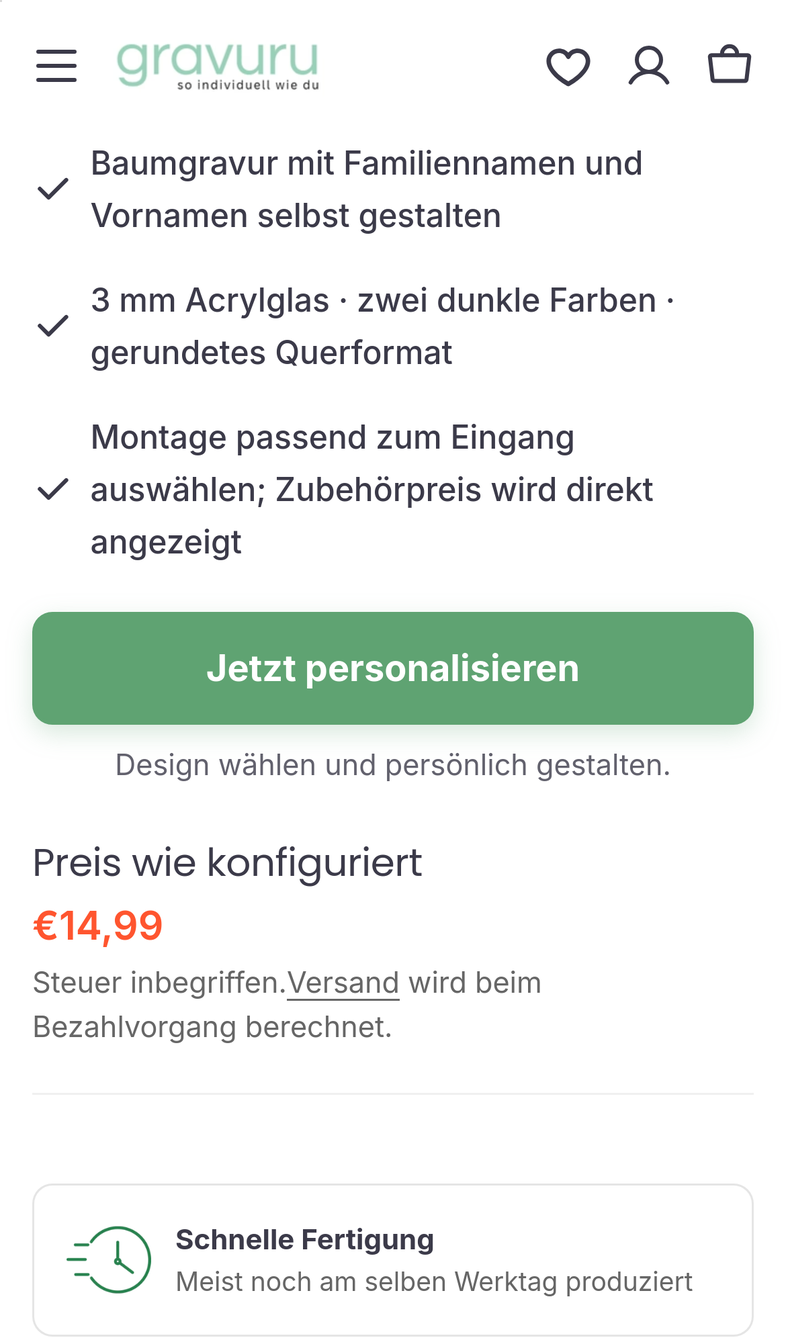 gravuru
so individuell wie du
Baumgravur mit Familiennamen und
Vornamen selbst gestalten
3 mm Acrylglas · zwei dunkle Farben ·
gerundetes Querformat
Montage passend zum Eingang
auswählen; Zubehörpreis wird direkt
angezeigt
Jetzt personalisieren
Design wählen und persönlich gestalten.
Preis wie konfiguriert
€14,99
Steuer inbegriffen.Versand wird beim
Bezahlvorgang berechnet.
Schnelle Fertigung
Meist noch am selben Werktag produziert